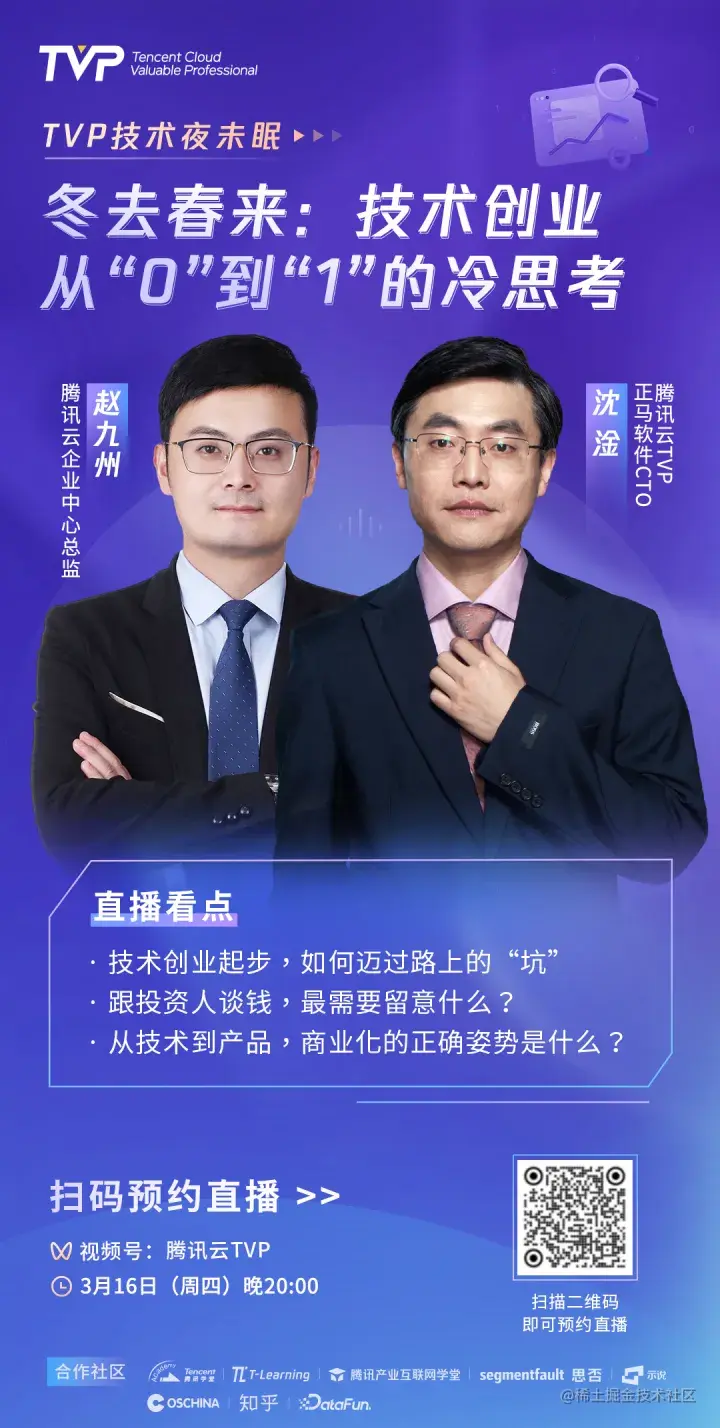 TVP Tencent Cloud
Valuable Professional
TVP技术夜未眠
冬去春来：技术创业
从“0”到“1”的冷思考
赵九州
腾讯云企业中心总监
沈淦
腾讯云TVP
正马软件CTO
直播看点
· 技术创业起步，如何迈过路上的“坑”
· 跟投资人谈钱，最需要留意什么？
· 从技术到产品，商业化的正确姿势是什么？
扫码预约直播 >>
视频号：腾讯云TVP
3月16日（周四）晚20:00
扫描二维码
即可预约直播
合作社区 Academy Tencent 腾讯学堂 T-Learning 腾讯产业互联网学堂 segmentfault 思否 示说
OSCHINA 知乎 DataFun.
@稀土掘金技术社区